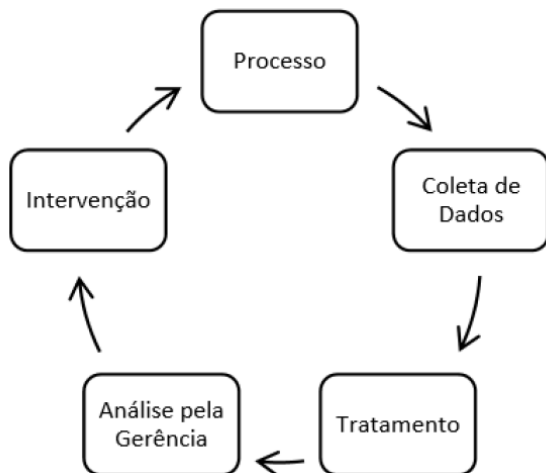 Processo
Coleta de
Dados
Tratamento
Análise pela
Gerência
Intervenção